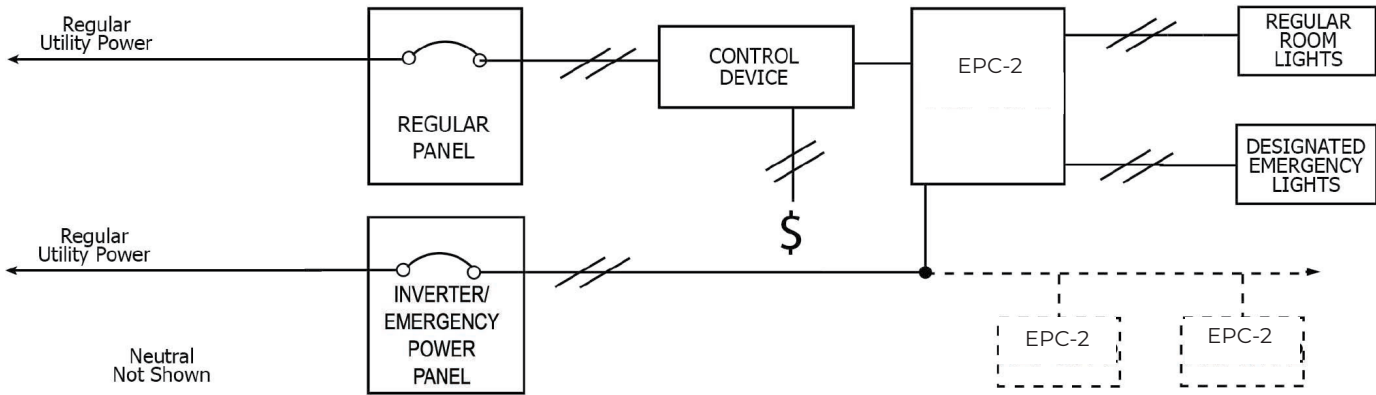 Regular
Utility Power
REGULAR
PANEL
CONTROL
DEVICE
$
EPC-2
REGULAR
ROOM
LIGHTS
DESIGNATED
EMERGENCY
LIGHTS
Regular
Utility Power
INVERTER/
EMERGENCY
POWER
PANEL
Neutral
Not Shown
EPC-2
EPC-2